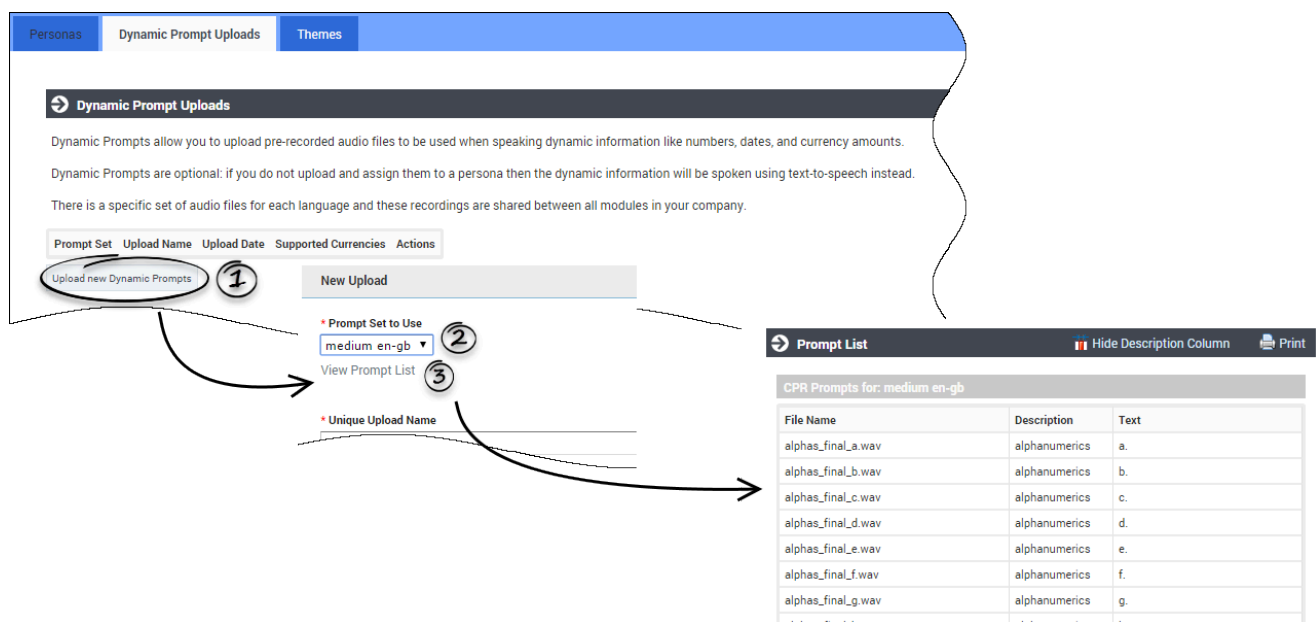 Personas Dynamic Prompt Uploads Themes
Dynamic Prompt Uploads
Dynamic Prompts allow you to upload pre-recorded audio files to be used when speaking dynamic information like numbers, dates, and currency amounts.
Dynamic Prompts are optional: if you do not upload and assign them to a persona then the dynamic information will be spoken using text-to-speech instead.
There is a specific set of audio files for each language and these recordings are shared between all modules in your company.
Prompt Set Upload Name Upload Date Supported Currencies Actions
Upload new Dynamic Prompts 1
New Upload
* Prompt Set to Use
medium en-gb 2
View Prompt List 3
* Unique Upload Name
Prompt List Hide Description Column Print
CPR Prompts for: medium en-gb
File Name Description Text
alphas_final_a.wav alphanumerics a.
alphas_final_b.wav alphanumerics b.
alphas_final_c.wav alphanumerics c.
alphas_final_d.wav alphanumerics d.
alphas_final_e.wav alphanumerics e.
alphas_final_f.wav alphanumerics f.
alphas_final_g.wav alphanumerics g.